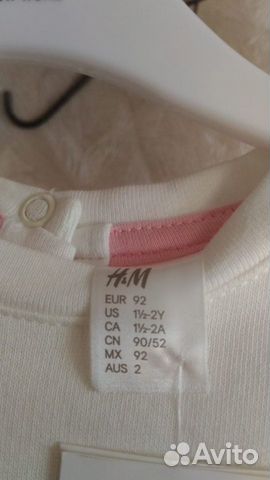 H&M
EUR 92
US 1½-2Y
CA 1½-2A
CN 90/52
MX 92
AUS 2
Avito